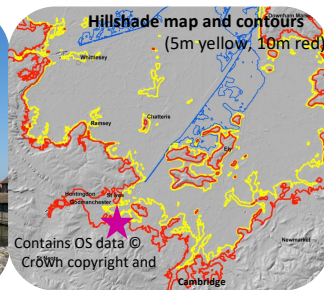 Hillshade map and contours
(5m yellow, 10m red)
Downham Mar
Whittlesey
Chatteris
Ramsey
Ely
Huntingdon
St Ives
Godmanchester
Newmarket
Contains OS data ©
Crown copyright and
Cambridge